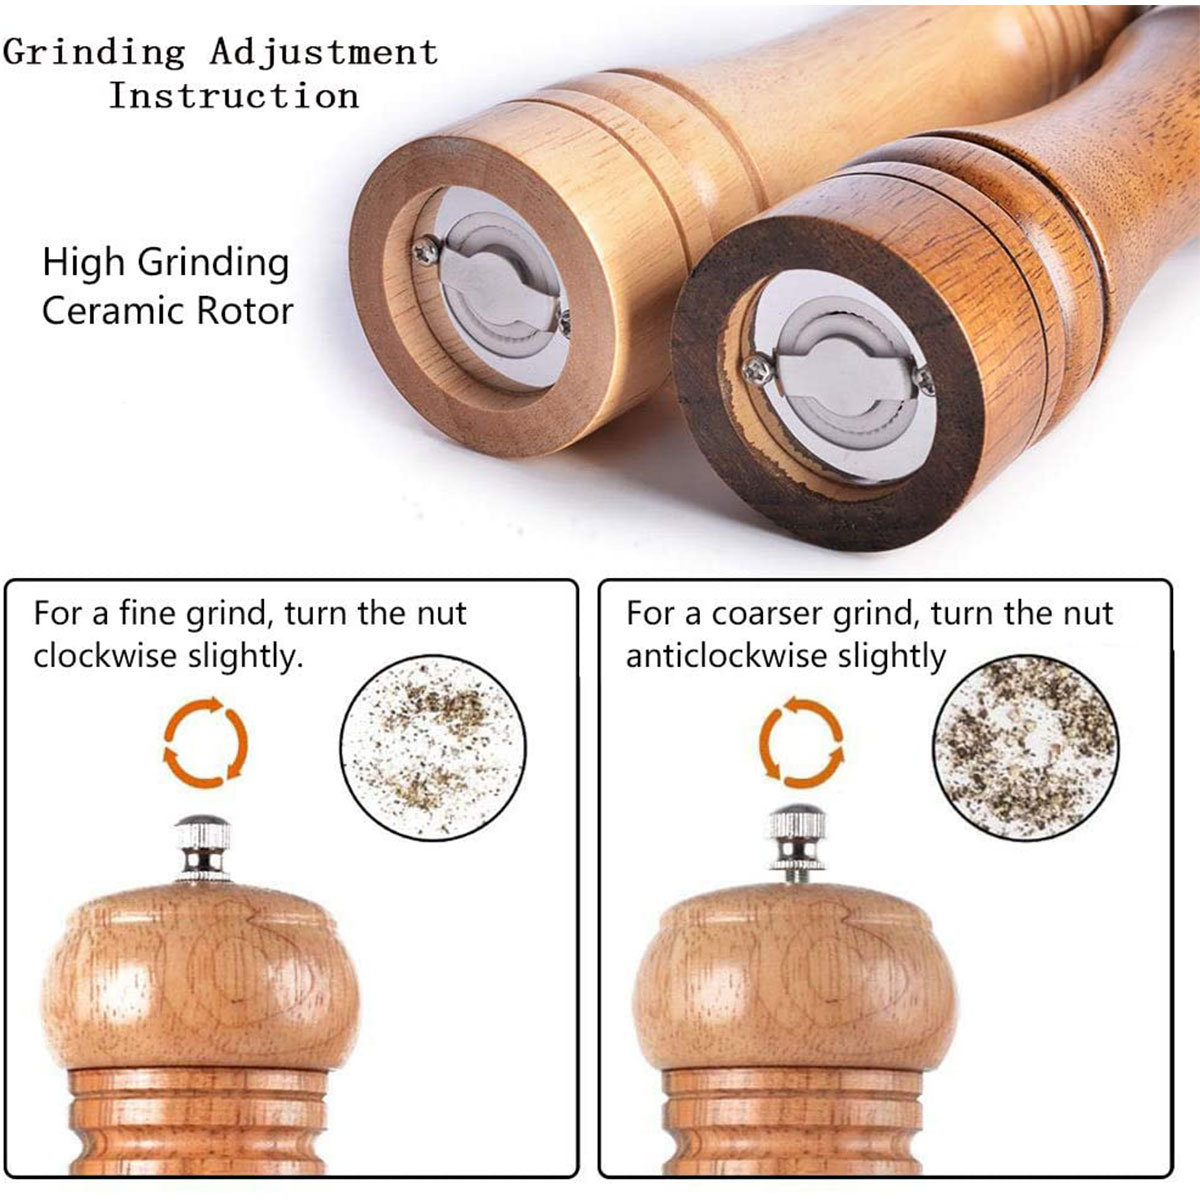 Grinding Adjustment
Instruction
High Grinding
Ceramic Rotor
For a fine grind, turn the nut
clockwise slightly.
For a coarser grind, turn the nut
anticlockwise slightly